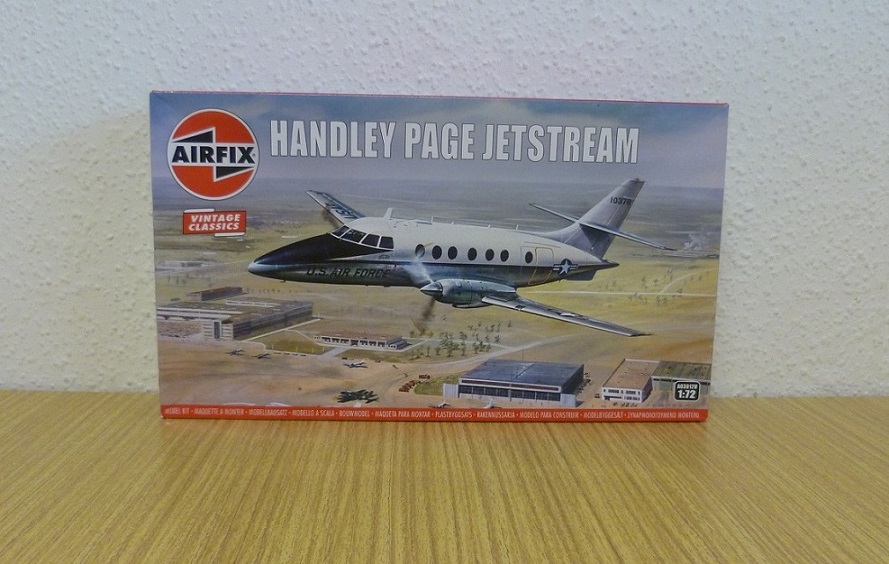 HANDLEY PAGE JETSTREAM
AIRFIX
VINTAGE
CLASSICS
10378
U.S. AIR FORCE
A03012V
1:72
MODEL KIT • MAQUETTE A MONTER • MODELLBAUSATZ • MODELLO A SCALA • BOUWMODEL • MAQUETA PARA MONTAR • PLASTBYGGSATS • RAKENNUSSARJA • MODELO PARA CONSTRUIR • MODELBYGGESÆT